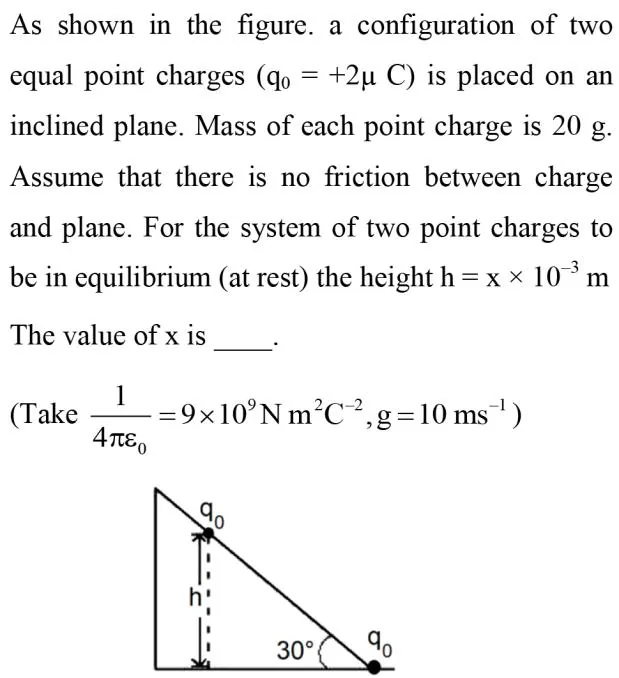 As shown in the figure. a configuration of two
equal point charges (q₀ = +2μ C) is placed on an
inclined plane. Mass of each point charge is 20 g.
Assume that there is no friction between charge
and plane. For the system of two point charges to
be in equilibrium (at rest) the height h = x × 10⁻³ m
The value of x is ____.
(Take 1/4πε₀ = 9×10⁹ N m²C⁻², g = 10 ms⁻¹)
q₀
h
30°
q₀